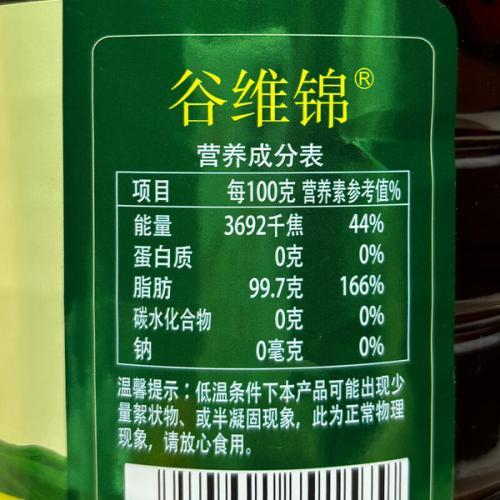 谷维锦®
营养成分表
项目 每100克 营养素参考值%
能量 3692千焦 44%
蛋白质 0克 0%
脂肪 99.7克 166%
碳水化合物 0克 0%
钠 0毫克 0%
温馨提示：低温条件下本产品可能出现少
量絮状物、或半凝固现象，此为正常物理
现象，请放心食用。